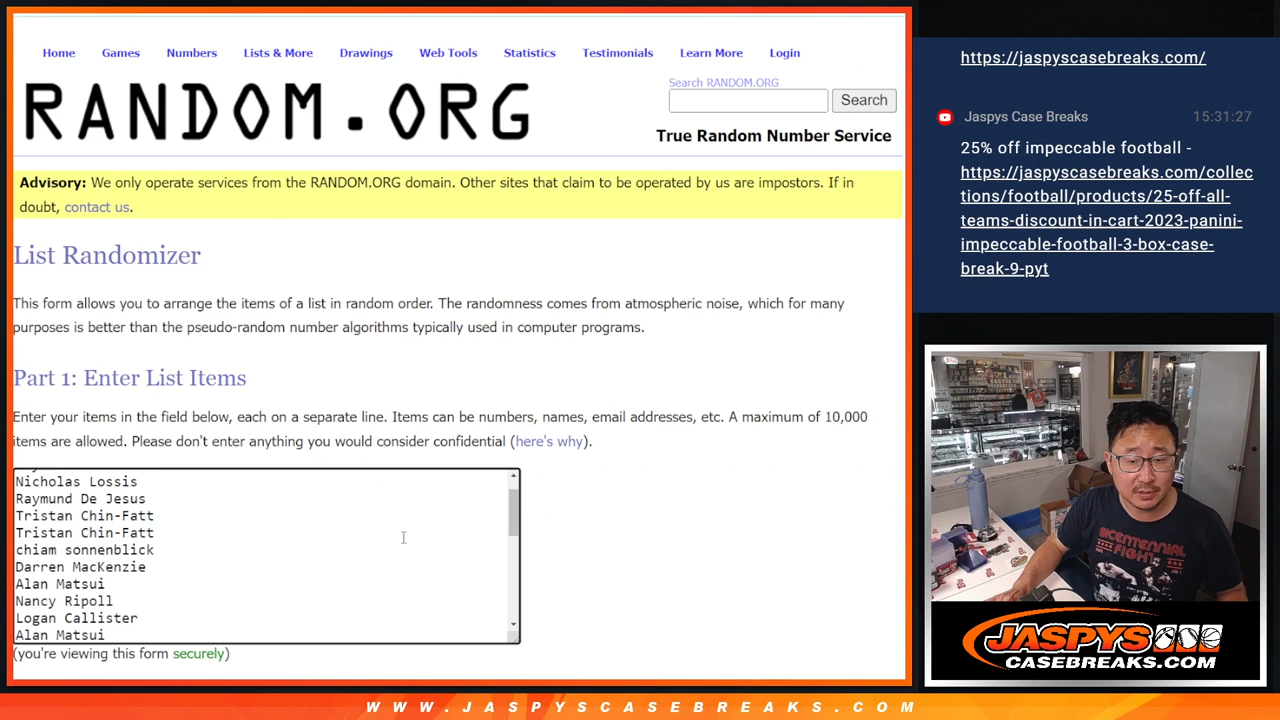 Home Games Numbers Lists & More Drawings Web Tools Statistics Testimonials Learn More Login
RANDOM.ORG
Search RANDOM.ORG
Search
True Random Number Service
Advisory: We only operate services from the RANDOM.ORG domain. Other sites that claim to be operated by us are impostors. If in
doubt, contact us.
List Randomizer
This form allows you to arrange the items of a list in random order. The randomness comes from atmospheric noise, which for many
purposes is better than the pseudo-random number algorithms typically used in computer programs.
Part 1: Enter List Items
Enter your items in the field below, each on a separate line. Items can be numbers, names, email addresses, etc. A maximum of 10,000
items are allowed. Please don't enter anything you would consider confidential (here's why).
Nicholas Lossis
Raymund De Jesus
Tristan Chin-Fatt
Tristan Chin-Fatt
chiam sonnenblick
Darren MacKenzie
Alan Matsui
Nancy Ripoll
Logan Callister
Alan Matsui
(you're viewing this form securely)
https://jaspyscasebreaks.com/
Jaspys Case Breaks 15:31:27
25% off impeccable football -
https://jaspyscasebreaks.com/collec
tions/football/products/25-off-all-
teams-discount-in-cart-2023-panini-
impeccable-football-3-box-case-
break-9-pyt
BICENTENNIAL
FIGHT
JASPYS
CASEBREAKS.COM
WWW.JASPYSCASEBREAKS.COM